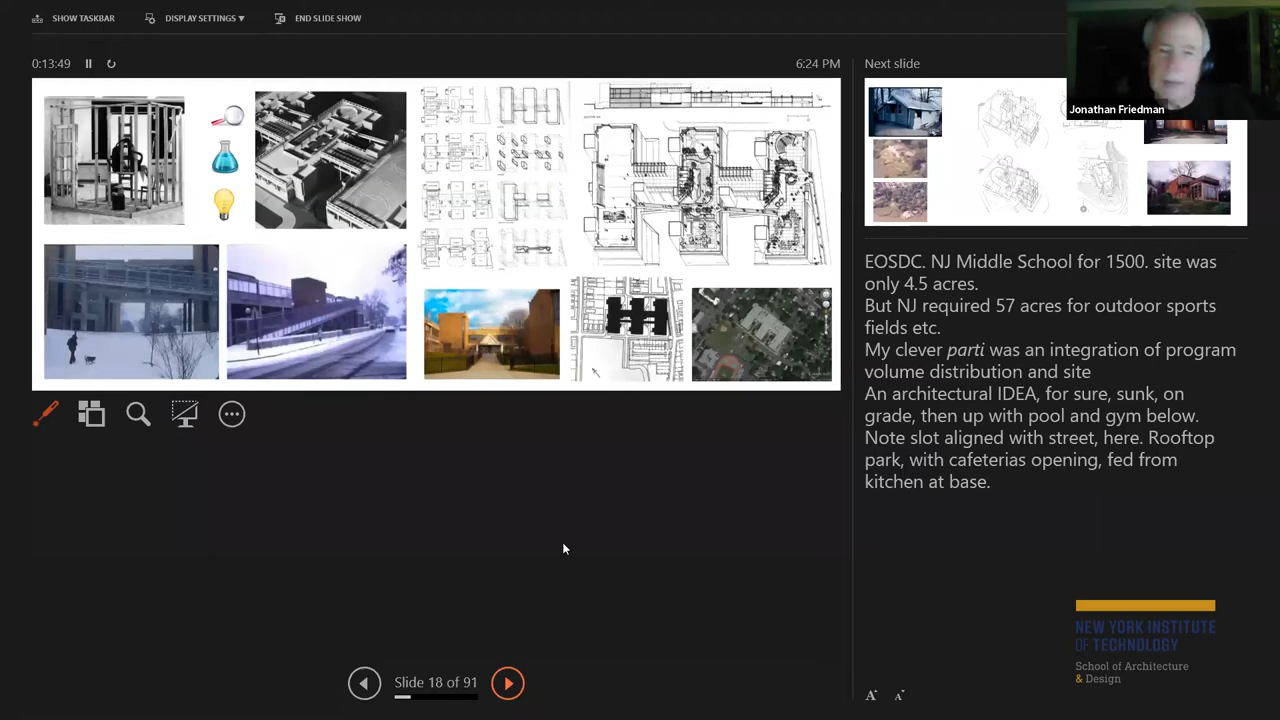 SHOW TASKBAR
DISPLAY SETTINGS ▼
END SLIDE SHOW
0:13:49
6:24 PM
Next slide
Jonathan Friedman
EOSDC. NJ Middle School for 1500. site was
only 4.5 acres.
But NJ required 57 acres for outdoor sports
fields etc.
My clever parti was an integration of program
volume distribution and site
An architectural IDEA, for sure, sunk, on
grade, then up with pool and gym below.
Note slot aligned with street, here. Rooftop
park, with cafeterias opening, fed from
kitchen at base.
NEW YORK INSTITUTE
OF TECHNOLOGY
School of Architecture
& Design
Slide 18 of 91
A A